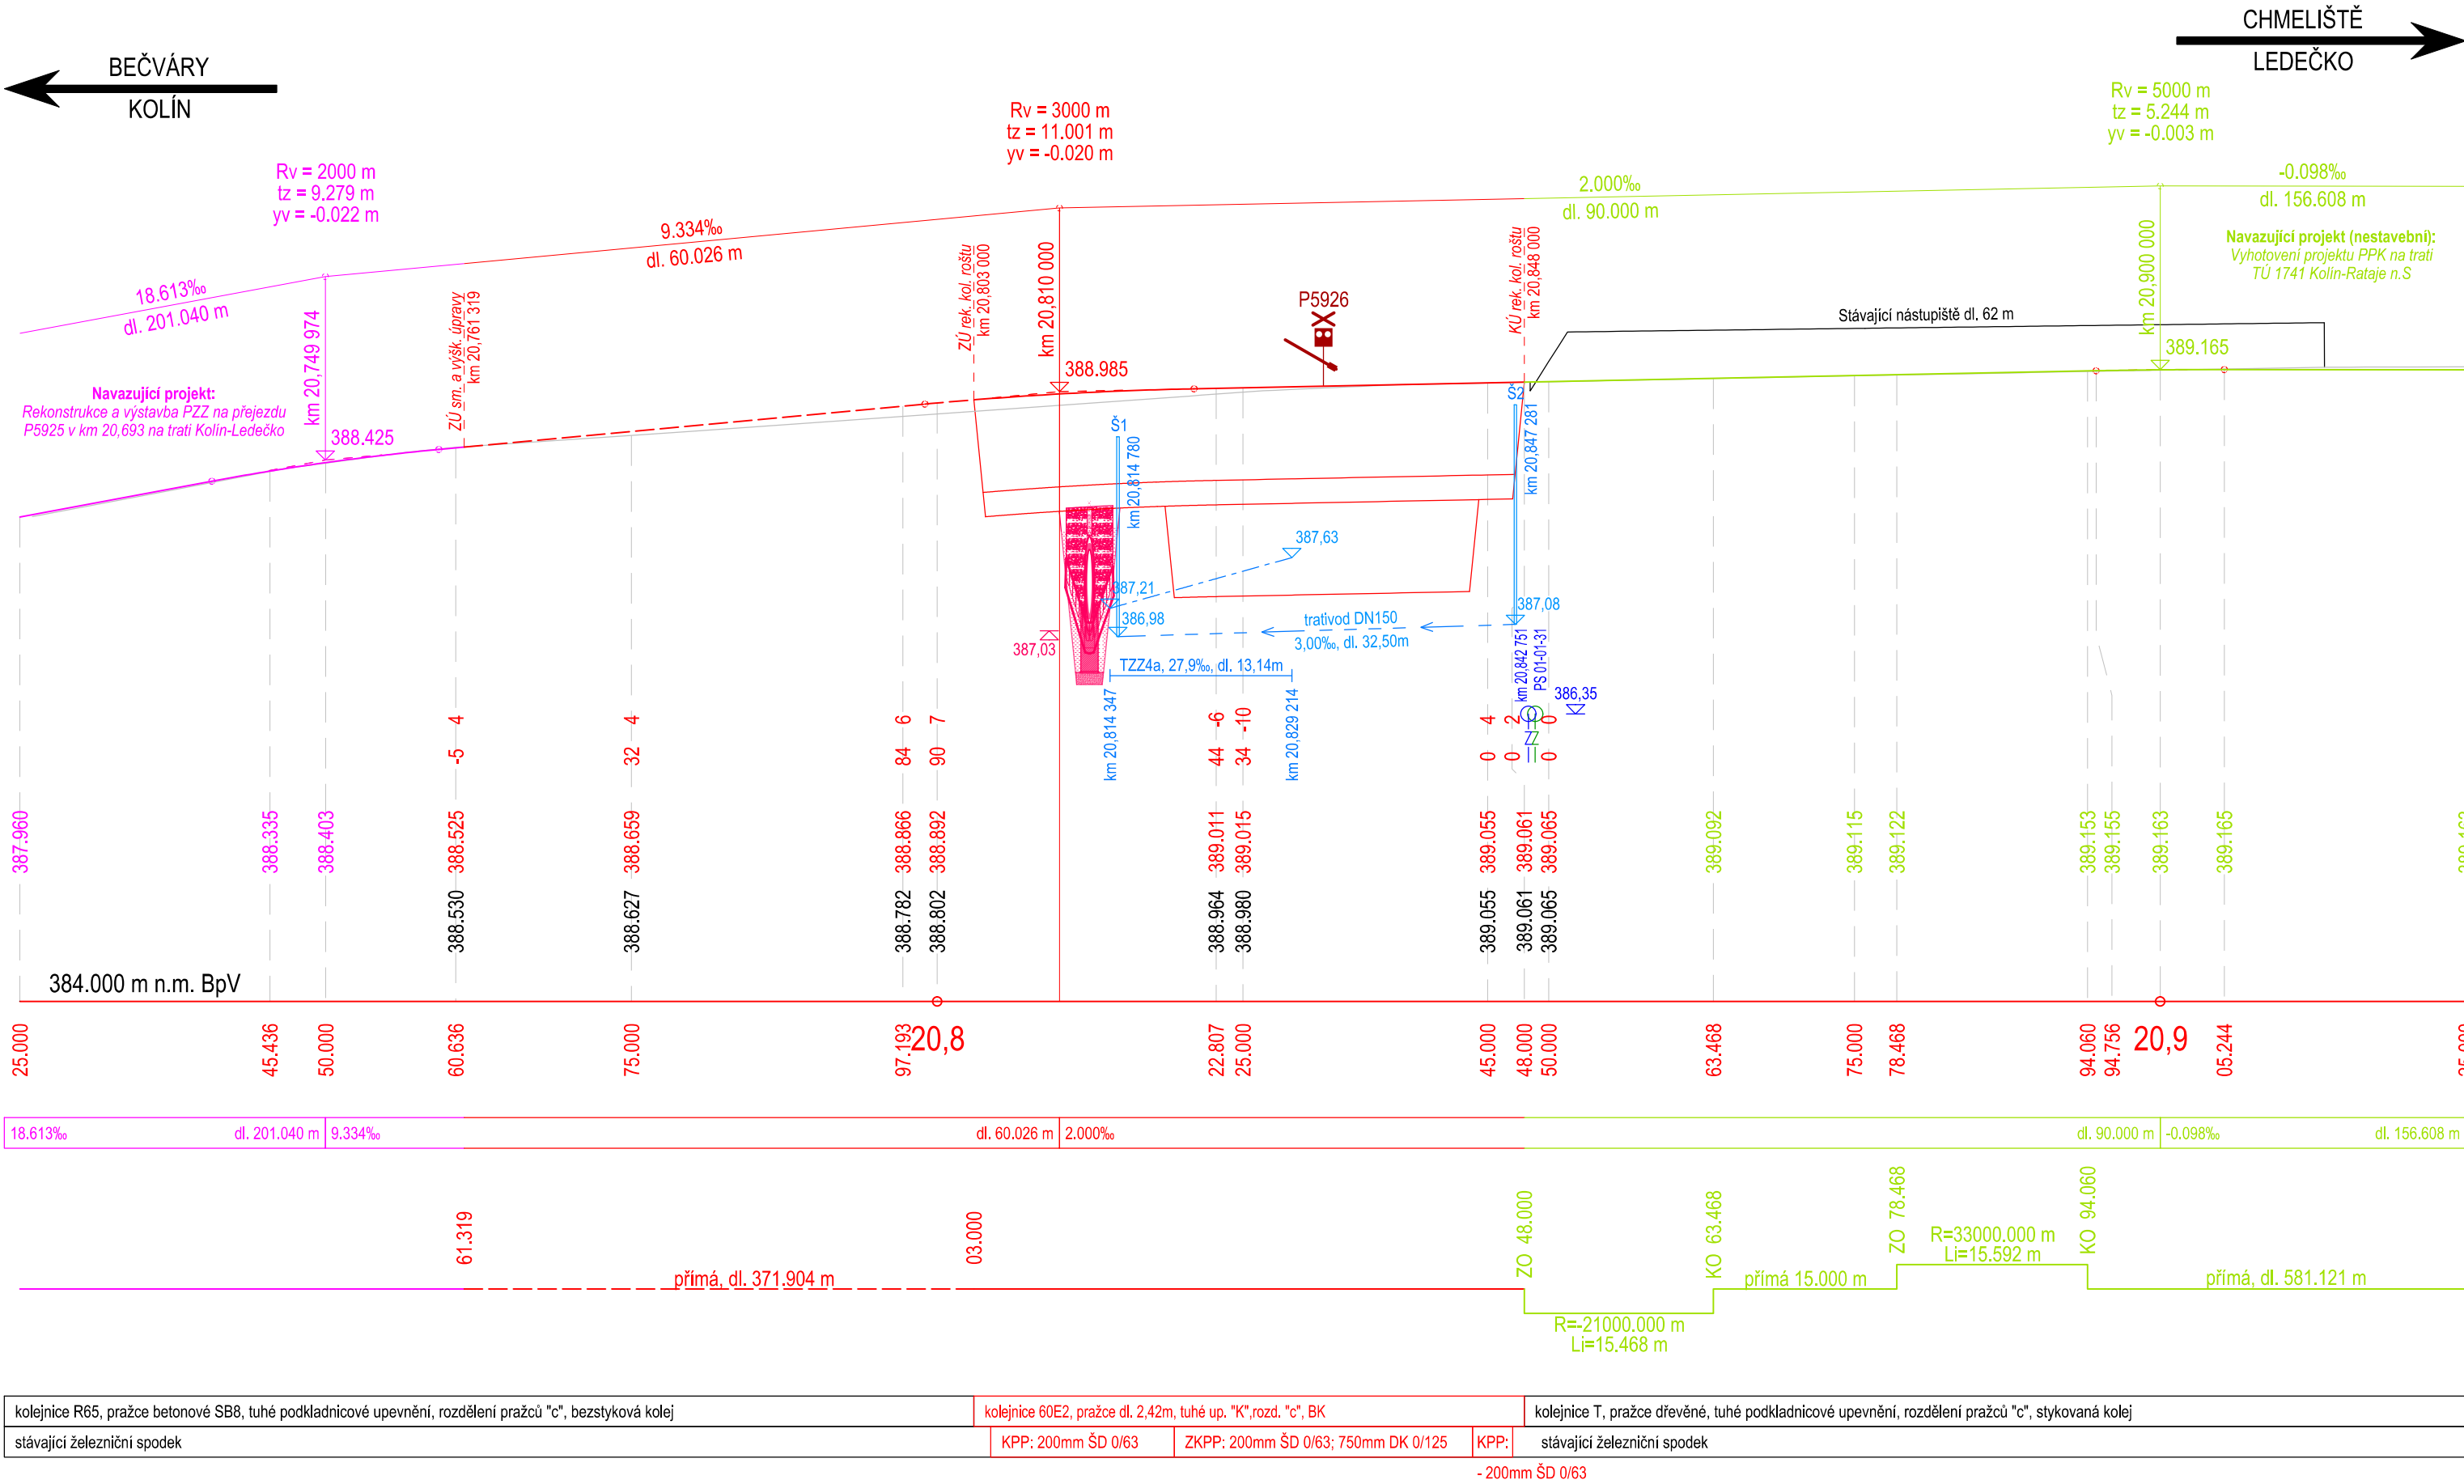 BEČVÁRY
KOLÍN
CHMELIŠTĚ
LEDEČKO
Rv = 2000 m
tz = 9.279 m
yv = -0.022 m
Rv = 3000 m
tz = 11.001 m
yv = -0.020 m
Rv = 5000 m
tz = 5.244 m
yv = -0.003 m
18.613‰
dl. 201.040 m
9.334‰
dl. 60.026 m
2.000‰
dl. 90.000 m
-0.098‰
dl. 156.608 m
Navazující projekt:
Rekonstrukce a výstavba PZZ na přejezdu
P5925 v km 20,693 na trati Kolín-Ledečko
km 20,749 974
388.425
ZÚ sm. a výšk. úpravy
km 20,761 319
ZÚ rek. kol. roštu
km 20,803 000
km 20,810 000
388.985
P5926
KÚ rek. kol. roštu
km 20,848 000
Stávající nástupiště dl. 62 m
km 20,900 000
389.165
Navazující projekt (nestavební):
Vyhotovení projektu PPK na trati
TÚ 1741 Kolín-Rataje n.S
Š1
km 20,814 780
Š2
km 20,847 281
387,63
387,21
386,98
387,08
387,03
trativod DN150
3,00‰, dl. 32,50m
TZZ4a, 27,9‰, dl. 13,14m
km 20,814 347
km 20,829 214
km 20,842 751
PS 01-01-31
386,35
4 4 6 7 -6 -10 4 2 0
-5 32 84 90 44 34 0 0 0
387.960 388.335 388.403 388.525 388.659 388.866 388.892 389.011 389.015 389.055 389.061 389.065 389.092 389.115 389.122 389.153 389.155 389.163 389.165
388.530 388.627 388.782 388.802 388.964 388.980 389.055 389.061 389.065
384.000 m n.m. BpV
25.000 45.436 50.000 60.636 75.000 97.193 20,8 22.807 25.000 45.000 48.000 50.000 63.468 75.000 78.468 94.060 94.756 20,9 05.244
18.613‰ dl. 201.040 m 9.334‰ dl. 60.026 m 2.000‰ dl. 90.000 m -0.098‰ dl. 156.608 m
61.319
03.000
ZO 48.000
KO 63.468
ZO 78.468
KO 94.060
přímá, dl. 371.904 m
R=-21000.000 m
Li=15.468 m
přímá 15.000 m
R=33000.000 m
Li=15.592 m
přímá, dl. 581.121 m
kolejnice R65, pražce betonové SB8, tuhé podkladnicové upevnění, rozdělení pražců "c", bezstyková kolej
kolejnice 60E2, pražce dl. 2,42m, tuhé up. "K",rozd. "c", BK
kolejnice T, pražce dřevěné, tuhé podkladnicové upevnění, rozdělení pražců "c", stykovaná kolej
stávající železniční spodek
KPP: 200mm ŠD 0/63
ZKPP: 200mm ŠD 0/63; 750mm DK 0/125
KPP:
stávající železniční spodek
- 200mm ŠD 0/63